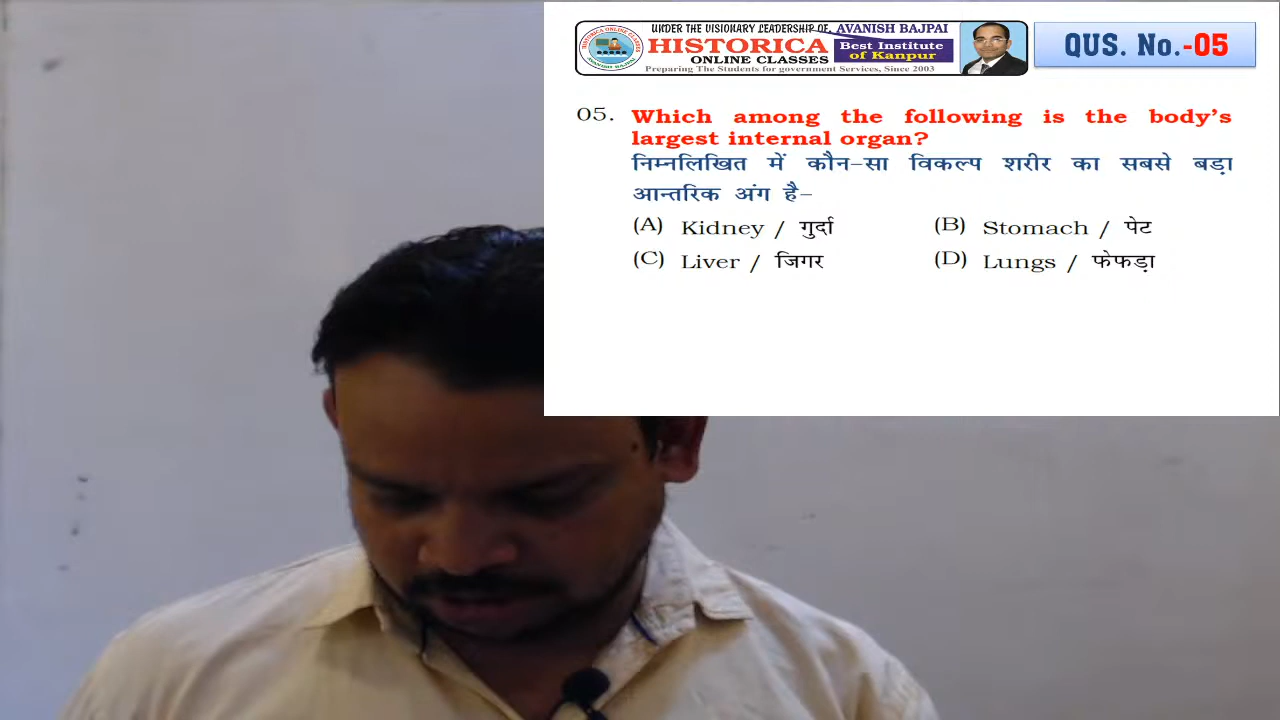 UNDER THE VISIONARY LEADERSHIP OF, AVANISH BAJPAI
HISTORICA
ONLINE CLASSES
Best Institute
of Kanpur
Preparing The Students for government Services, Since 2003
QUS. No.-05
05. Which among the following is the body's
largest internal organ?
निम्नलिखित में कौन-सा विकल्प शरीर का सबसे बड़ा
आन्तरिक अंग है-
(A) Kidney / गुर्दा (B) Stomach / पेट
(C) Liver / जिगर (D) Lungs / फेफड़ा